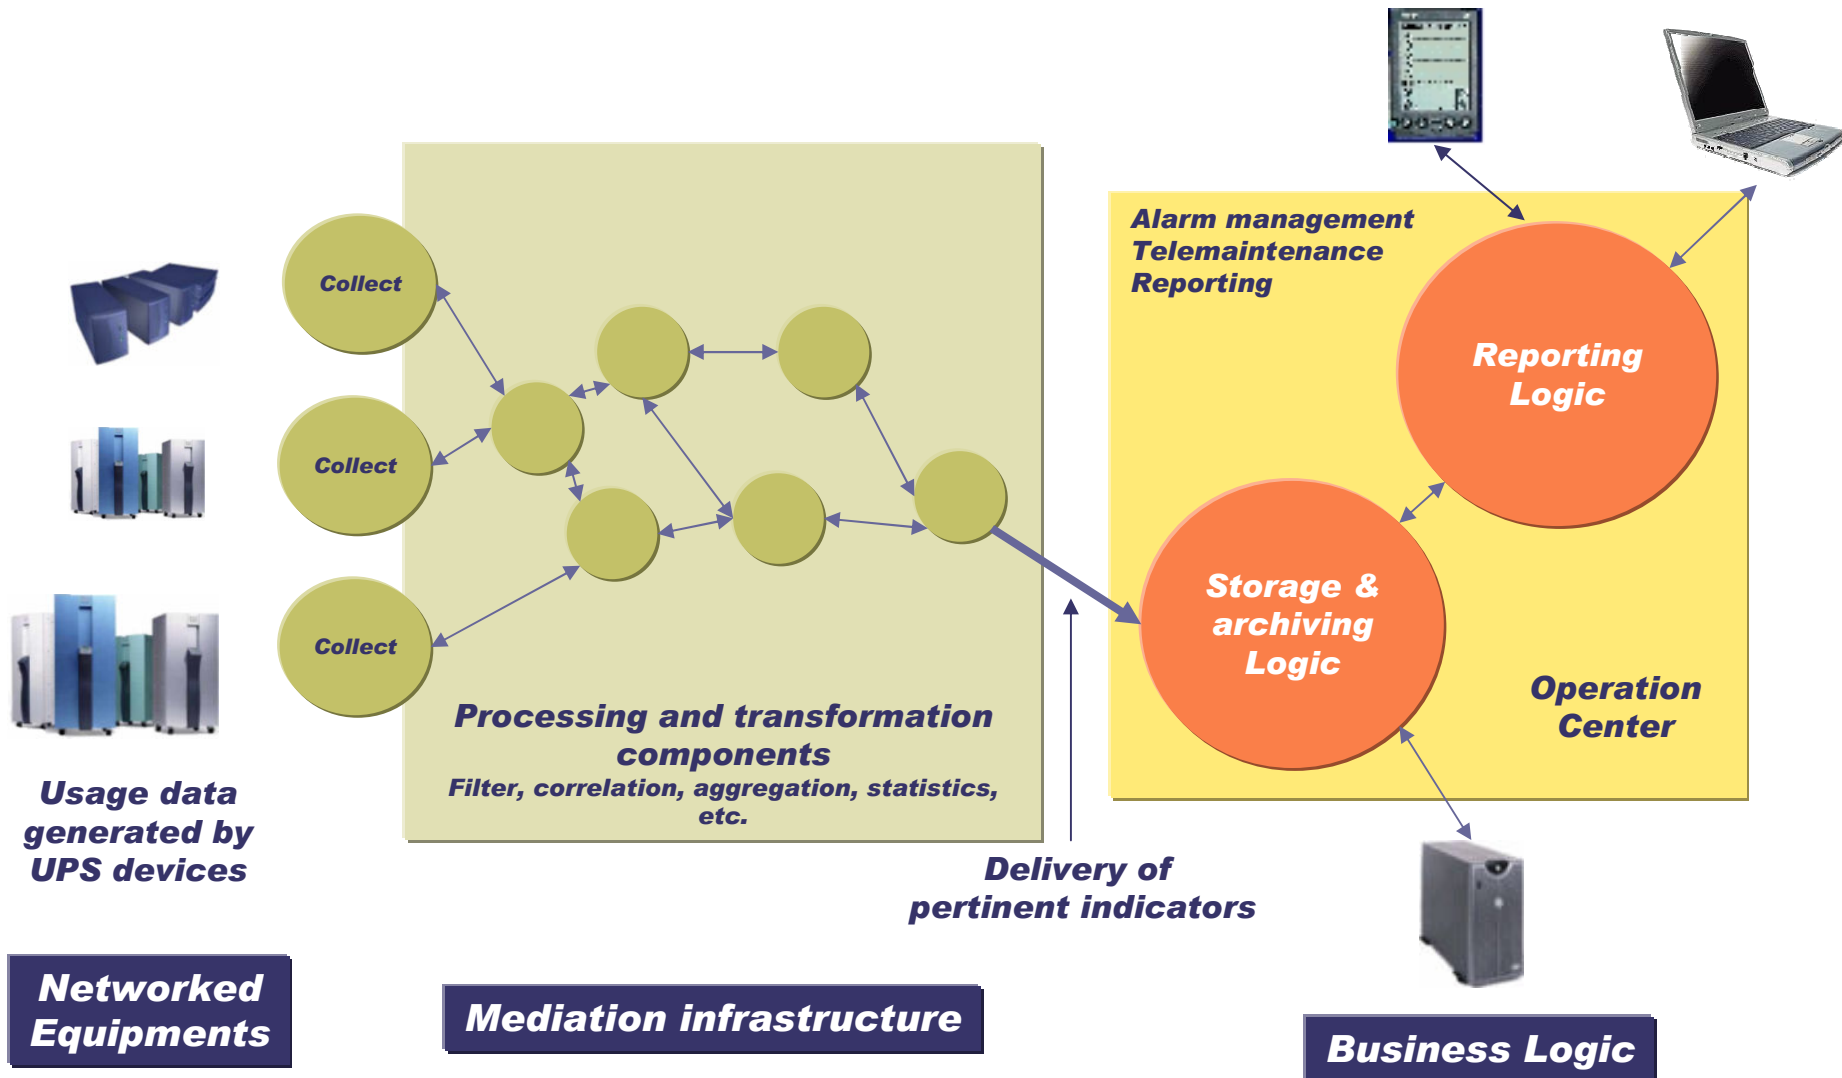 Alarm management
Telemaintenance
Reporting
Collect
Collect
Collect
Reporting
Logic
Storage &
archiving
Logic
Operation
Center
Processing and transformation
components
Filter, correlation, aggregation, statistics,
etc.
Usage data
generated by
UPS devices
Delivery of
pertinent indicators
Networked
Equipments
Mediation infrastructure
Business Logic